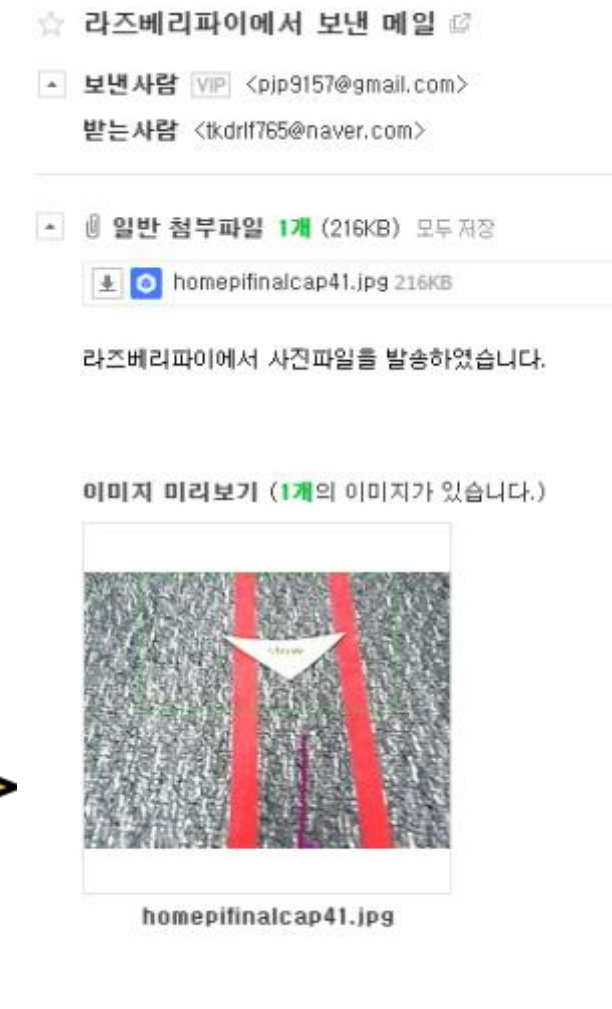 라즈베리파이에서 보낸 메일
보낸사람 VIP <pjp9157@gmail.com>
받는사람 <tkdrlf765@naver.com>
일반 첨부파일 1개 (216KB) 모두 저장
homepifinalcap41.jpg 216KB
라즈베리파이에서 사진파일을 발송하였습니다.
이미지 미리보기 (1개의 이미지가 있습니다.)
homepifinalcap41.jpg